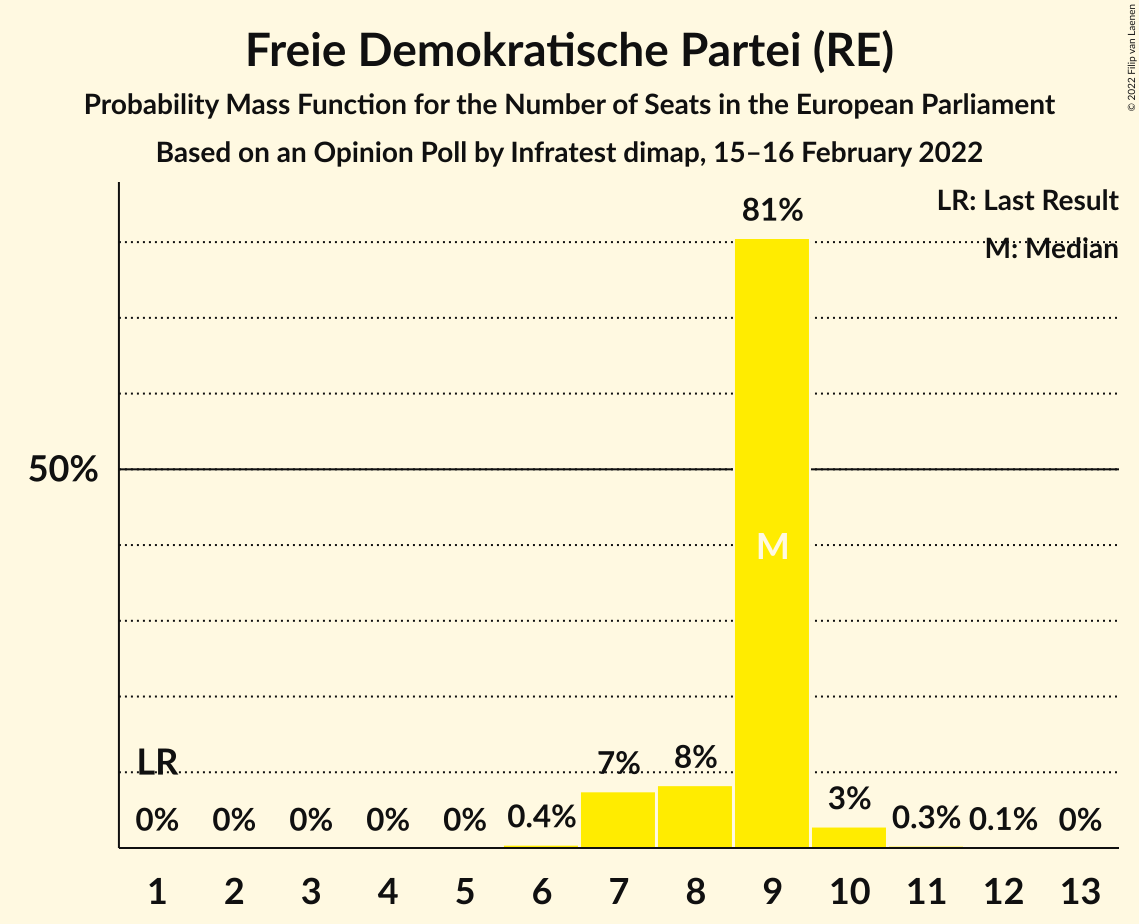 Freie Demokratische Partei (RE)
Probability Mass Function for the Number of Seats in the European Parliament
Based on an Opinion Poll by Infratest dimap, 15–16 February 2022
© 2022 Filip van Laenen
LR: Last Result
M: Median
81%
50%
M
LR
0% 0% 0% 0% 0% 0.4% 7% 8% 3% 0.3% 0.1% 0%
1 2 3 4 5 6 7 8 9 10 11 12 13